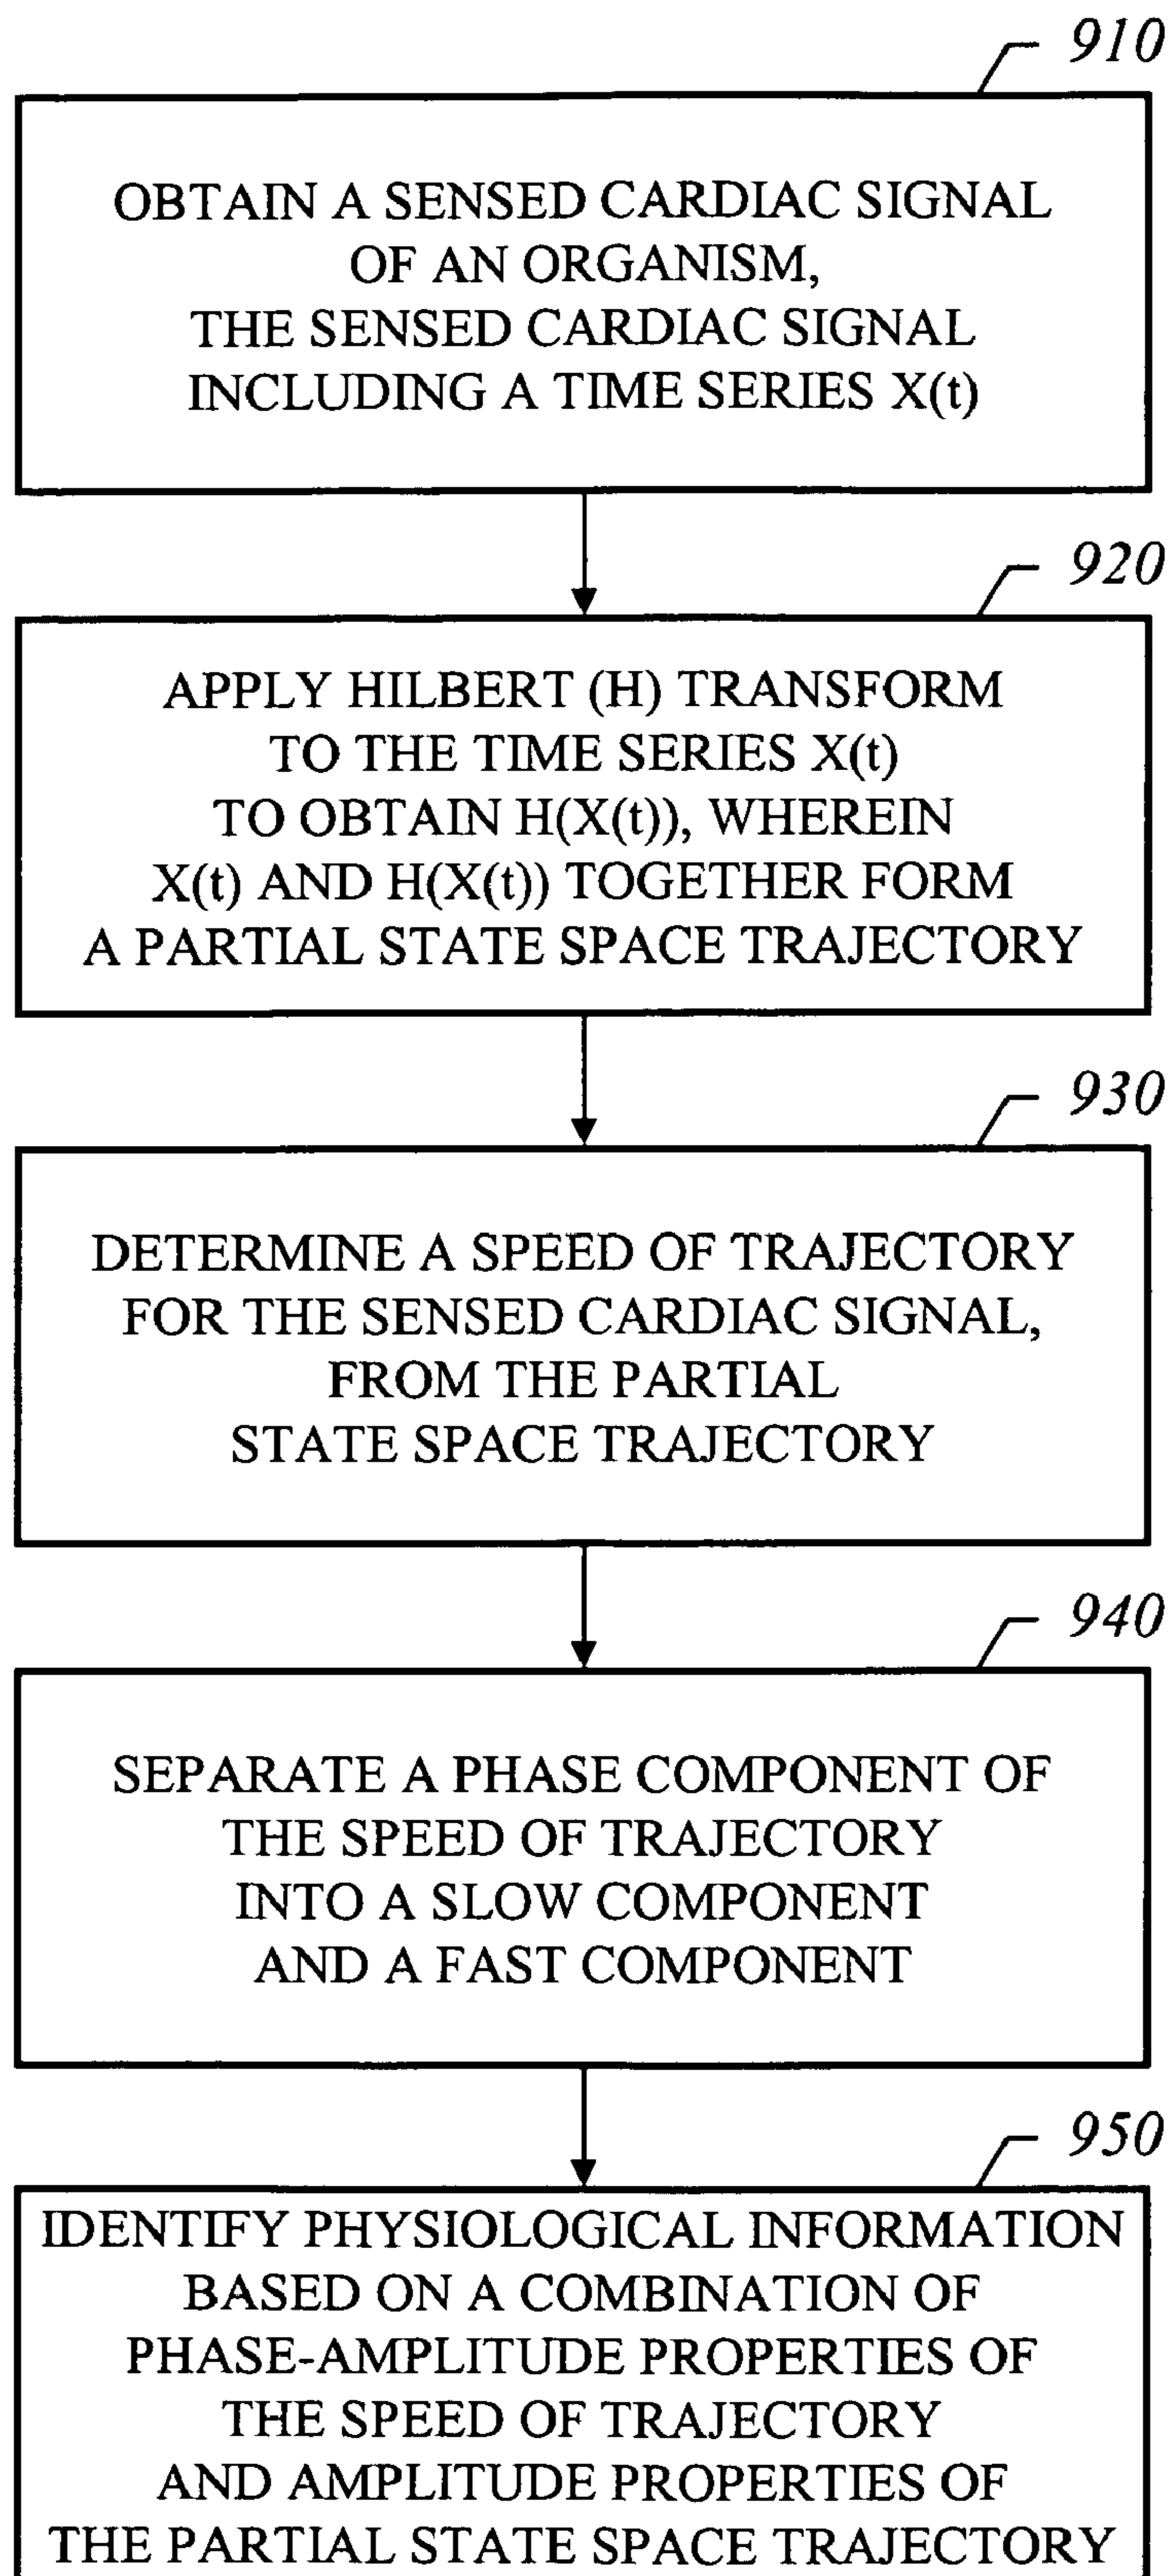 910
OBTAIN A SENSED CARDIAC SIGNAL
OF AN ORGANISM,
THE SENSED CARDIAC SIGNAL
INCLUDING A TIME SERIES X(t)
920
APPLY HILBERT (H) TRANSFORM
TO THE TIME SERIES X(t)
TO OBTAIN H(X(t)), WHEREIN
X(t) AND H(X(t)) TOGETHER FORM
A PARTIAL STATE SPACE TRAJECTORY
930
DETERMINE A SPEED OF TRAJECTORY
FOR THE SENSED CARDIAC SIGNAL,
FROM THE PARTIAL
STATE SPACE TRAJECTORY
940
SEPARATE A PHASE COMPONENT OF
THE SPEED OF TRAJECTORY
INTO A SLOW COMPONENT
AND A FAST COMPONENT
950
IDENTIFY PHYSIOLOGICAL INFORMATION
BASED ON A COMBINATION OF
PHASE-AMPLITUDE PROPERTIES OF
THE SPEED OF TRAJECTORY
AND AMPLITUDE PROPERTIES OF
THE PARTIAL STATE SPACE TRAJECTORY